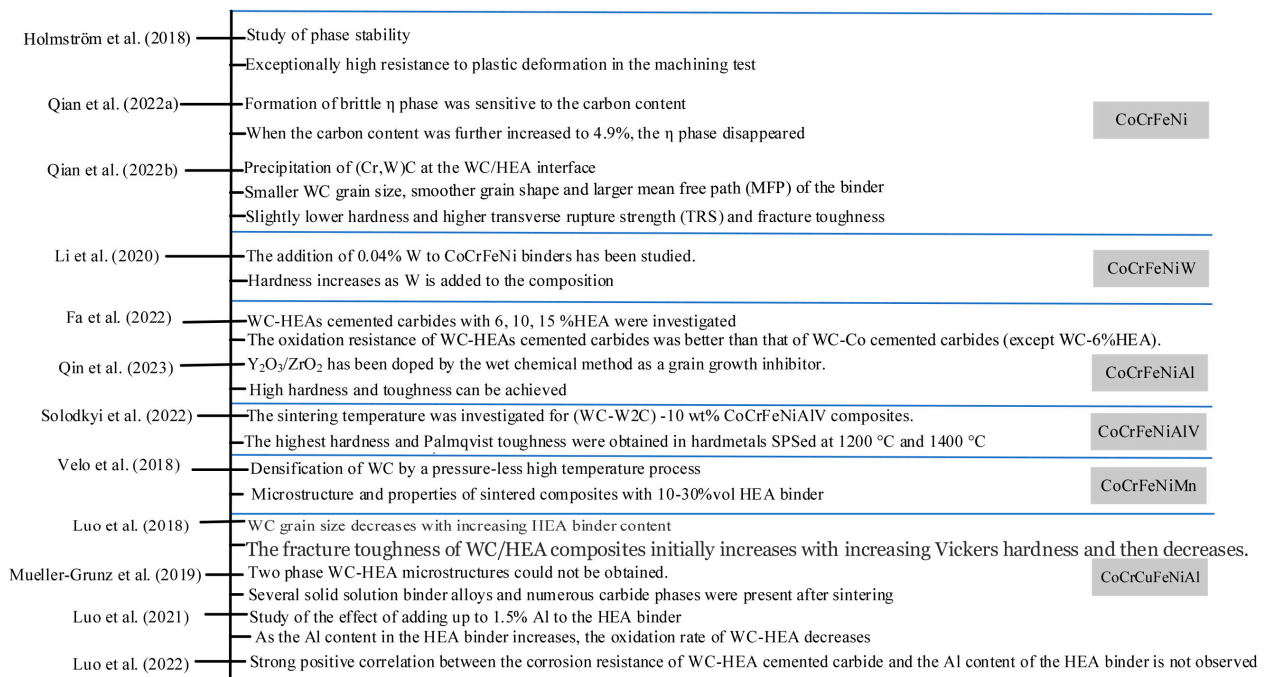 Holmström et al. (2018) Study of phase stability
Exceptionally high resistance to plastic deformation in the machining test
Qian et al. (2022a) Formation of brittle η phase was sensitive to the carbon content
CoCrFeNi
When the carbon content was further increased to 4.9%, the η phase disappeared
Qian et al. (2022b) Precipitation of (Cr,W)C at the WC/HEA interface
Smaller WC grain size, smoother grain shape and larger mean free path (MFP) of the binder
Slightly lower hardness and higher transverse rupture strength (TRS) and fracture toughness
Li et al. (2020) The addition of 0.04% W to CoCrFeNi binders has been studied.
CoCrFeNiW
Hardness increases as W is added to the composition
Fa et al. (2022) WC-HEAs cemented carbides with 6, 10, 15 %HEA were investigated
The oxidation resistance of WC-HEAs cemented carbides was better than that of WC-Co cemented carbides (except WC-6%HEA).
Qin et al. (2023) Y₂O₃/ZrO₂ has been doped by the wet chemical method as a grain growth inhibitor.
CoCrFeNiAl
High hardness and toughness can be achieved
Solodkyi et al. (2022) The sintering temperature was investigated for (WC-W2C) -10 wt% CoCrFeNiAlV composites.
CoCrFeNiAlV
The highest hardness and Palmqvist toughness were obtained in hardmetals SPSed at 1200 °C and 1400 °C
Velo et al. (2018) Densification of WC by a pressure-less high temperature process
CoCrFeNiMn
Microstructure and properties of sintered composites with 10-30%vol HEA binder
Luo et al. (2018) WC grain size decreases with increasing HEA binder content
The fracture toughness of WC/HEA composites initially increases with increasing Vickers hardness and then decreases.
Mueller-Grunz et al. (2019) Two phase WC-HEA microstructures could not be obtained.
CoCrCuFeNiAl
Several solid solution binder alloys and numerous carbide phases were present after sintering
Luo et al. (2021) Study of the effect of adding up to 1.5% Al to the HEA binder
As the Al content in the HEA binder increases, the oxidation rate of WC-HEA decreases
Luo et al. (2022) Strong positive correlation between the corrosion resistance of WC-HEA cemented carbide and the Al content of the HEA binder is not observed